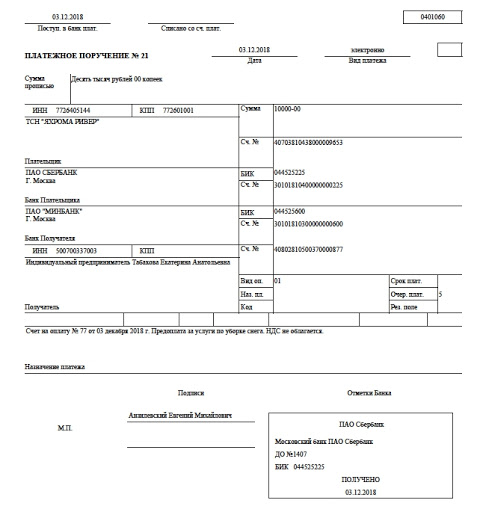 03.12.2018
0401060
Поступ. в банк плат.
Списано со сч. плат.
ПЛАТЕЖНОЕ ПОРУЧЕНИЕ № 21
03.12.2018
электронно
Дата
Вид платежа
Сумма прописью
Десять тысяч рублей 00 копеек
ИНН 7726405144
КПП 772601001
Сумма
10000-00
ТСН "ЯХРОМА РИВЕР"
Сч. №
40703810438000009653
Плательщик
ПАО СБЕРБАНК
Г. Москва
БИК
044525225
Сч. №
30101810400000000225
Банк Плательщика
ПАО "МИНБАНК"
Г. Москва
БИК
044525600
Сч. №
30101810300000000600
Банк Получателя
ИНН 500700337003
КПП
Сч. №
40802810500370000877
Индивидуальный предприниматель Табакова Екатерина Анатольевна
Вид оп.
01
Срок плат.
Наз. пл.
Очер. плат.
5
Получатель
Код
Рез. поле
Счет на оплату № 77 от 03 декабря 2018 г. Предоплата за услуги по уборке снега. НДС не облагается.
Назначение платежа
Подписи
Отметки Банка
Анцилевский Евгений Михайлович
М.П.
ПАО Сбербанк
Московский банк ПАО Сбербанк
ДО №1407
БИК 044525225
ПОЛУЧЕНО
03.12.2018